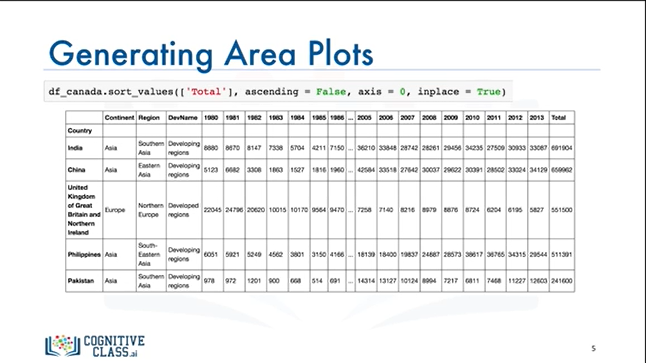 Generating Area Plots
df_canada.sort_values(['Total'], ascending = False, axis = 0, inplace = True)
Continent Region DevName 1980 1981 1982 1983 1984 1985 1986 ... 2005 2006 2007 2008 2009 2010 2011 2012 2013 Total
Country
India Asia Southern Asia Developing regions 8880 8670 8147 7338 5704 4211 7150 ... 36210 33848 28742 28261 29456 34235 27509 30933 33087 691904
China Asia Eastern Asia Developing regions 5123 6682 3308 1863 1527 1816 1960 ... 42584 33518 27642 30037 29622 30391 28502 33024 34129 659962
United Kingdom of Great Britain and Northern Ireland Europe Northern Europe Developed regions 22045 24796 20620 10015 10170 9564 9470 ... 7258 7140 8216 8979 8876 8724 6204 6195 5827 551500
Philippines Asia South-Eastern Asia Developing regions 6051 5921 5249 4562 3801 3150 4166 ... 18139 18400 19837 24887 28573 38617 36765 34315 29544 511391
Pakistan Asia Southern Asia Developing regions 978 972 1201 900 668 514 691 ... 14314 13127 10124 8994 7217 6811 7468 11227 12603 241600
COGNITIVE
CLASS.ai
5